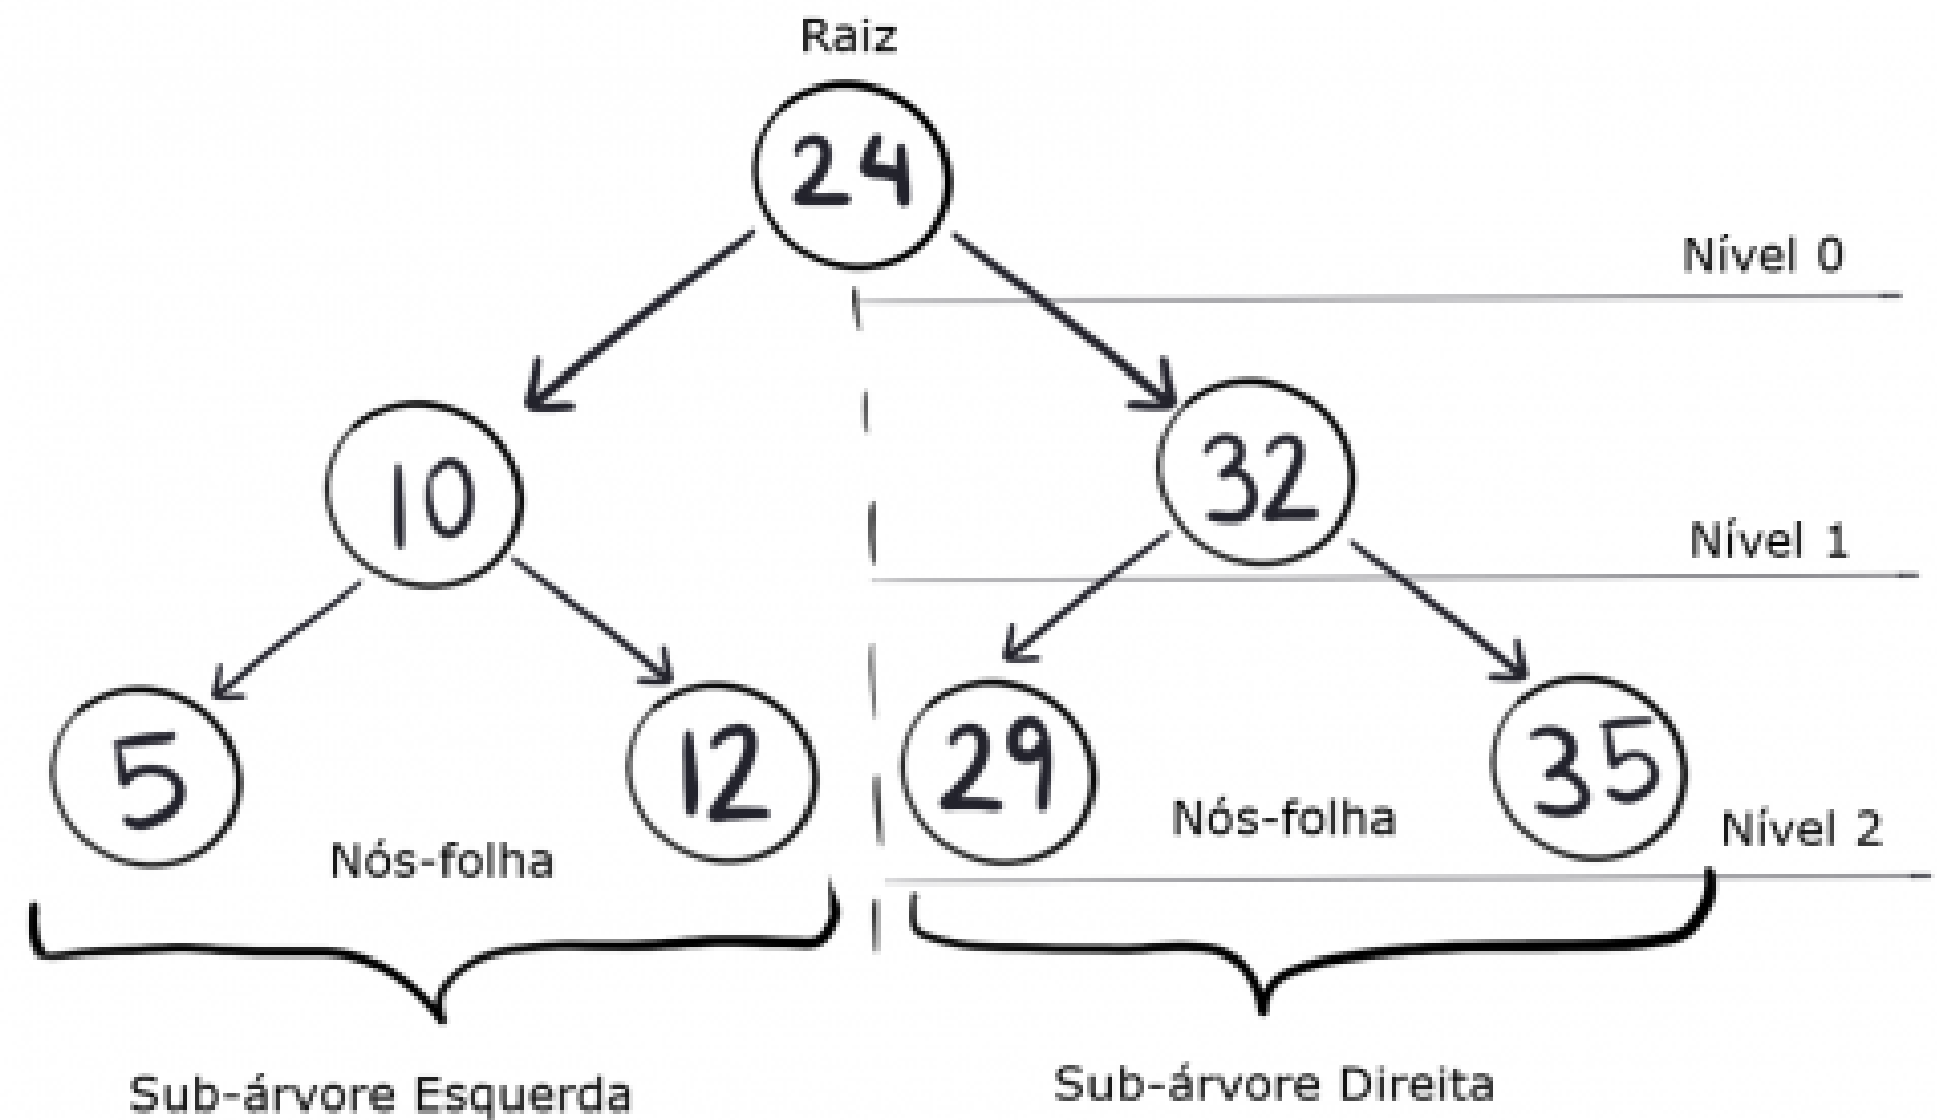 Raiz
24
Nível 0
10
32
Nível 1
5
12
29
35
Nós-folha
Nós-folha
Nível 2
Sub-árvore Esquerda
Sub-árvore Direita